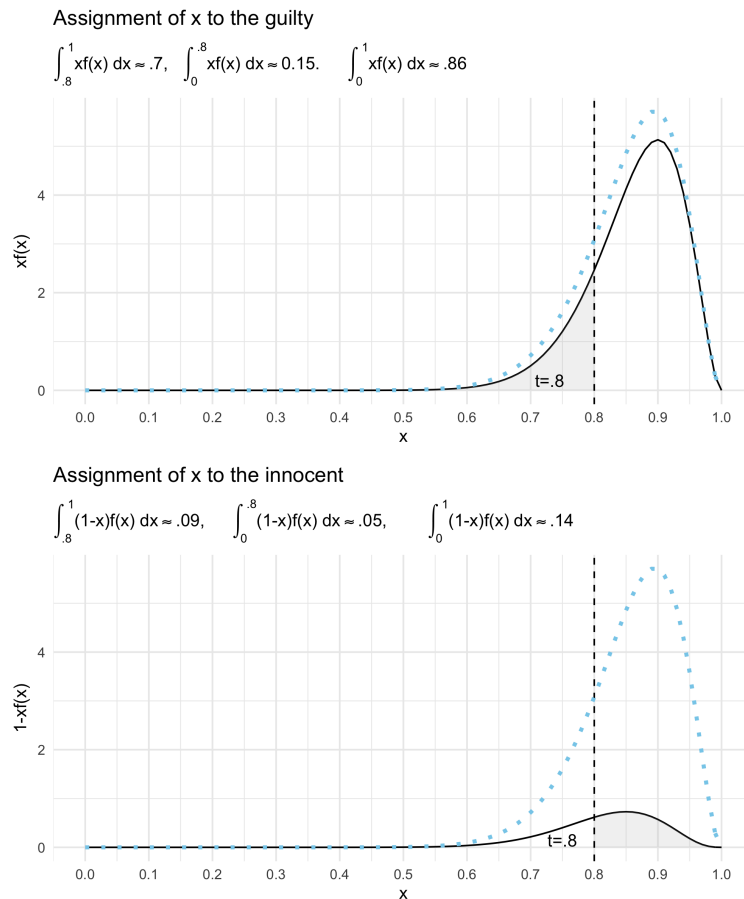 Assignment of x to the guilty
∫.8 1 xf(x) dx ≈ .7, ∫0 .8 xf(x) dx ≈ 0.15. ∫0 1 xf(x) dx ≈ .86
xf(x)
4
2
0
t=.8
0.0 0.1 0.2 0.3 0.4 0.5 0.6 0.7 0.8 0.9 1.0
x
Assignment of x to the innocent
∫.8 1 (1-x)f(x) dx ≈ .09, ∫0 .8 (1-x)f(x) dx ≈ .05, ∫0 1 (1-x)f(x) dx ≈ .14
1-xf(x)
4
2
0
t=.8
0.0 0.1 0.2 0.3 0.4 0.5 0.6 0.7 0.8 0.9 1.0
x